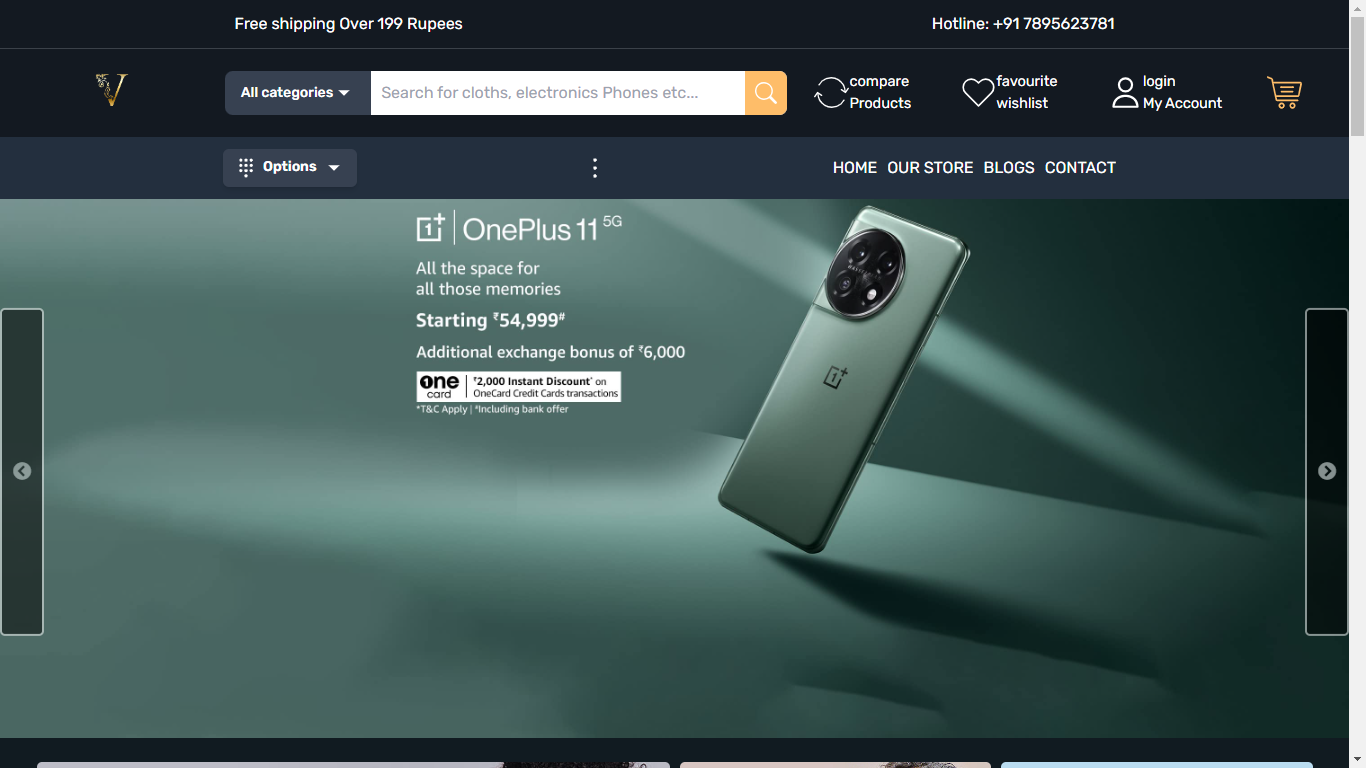 Free shipping Over 199 Rupees
Hotline: +91 7895623781
V
All categories
Search for cloths, electronics Phones etc...
compare
Products
favourite
wishlist
login
My Account
Options
HOME OUR STORE BLOGS CONTACT
1+ | OnePlus 11 5G
All the space for
all those memories
Starting ₹54,999#
Additional exchange bonus of ₹6,000
one
card
₹2,000 Instant Discount* on
OneCard Credit Cards transactions
*T&C Apply | #Including bank offer
1+